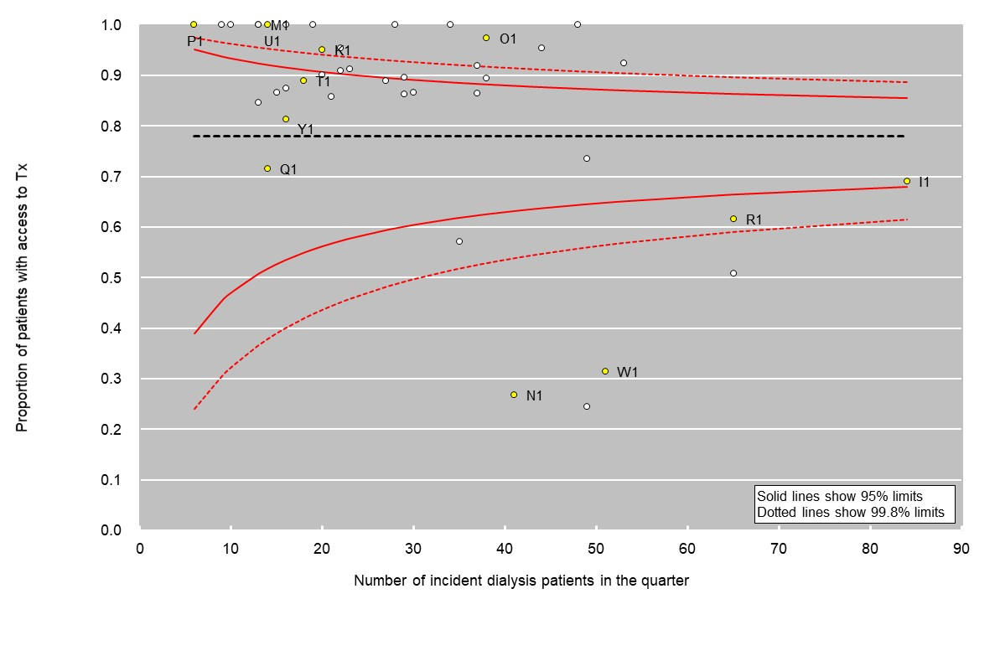 1.0
0.9
0.8
0.7
0.6
0.5
0.4
0.3
0.2
0.1
0.0
Proportion of patients with access to Tx
M1
P1
U1
K1
O1
T1
Y1
Q1
I1
R1
W1
N1
Solid lines show 95% limits
Dotted lines show 99.8% limits
0 10 20 30 40 50 60 70 80 90
Number of incident dialysis patients in the quarter